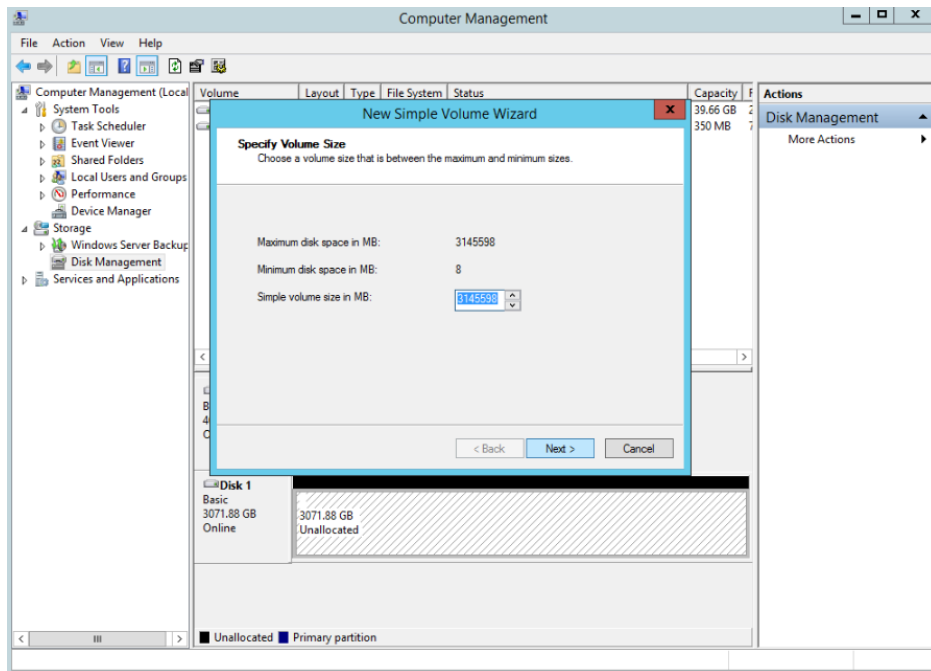 Computer Management
File Action View Help
Computer Management (Local
System Tools
Task Scheduler
Event Viewer
Shared Folders
Local Users and Groups
Performance
Device Manager
Storage
Windows Server Backup
Disk Management
Services and Applications
Volume Layout Type File System Status Capacity F
39.66 GB 2
350 MB 7
New Simple Volume Wizard
Specify Volume Size
Choose a volume size that is between the maximum and minimum sizes.
Maximum disk space in MB: 3145598
Minimum disk space in MB: 8
Simple volume size in MB: 3145598
< Back Next > Cancel
Disk 1
Basic
3071.88 GB
Online
3071.88 GB
Unallocated
Unallocated Primary partition
Actions
Disk Management
More Actions